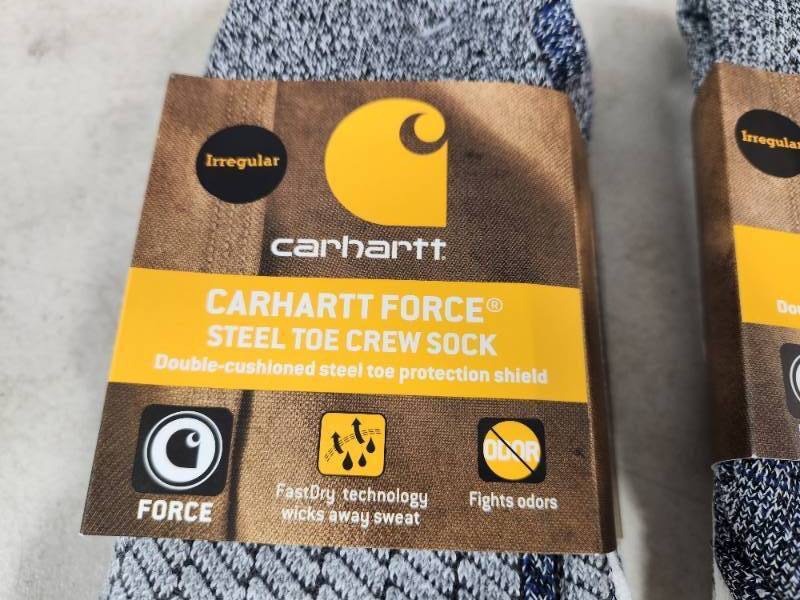 Irregular
carhartt
CARHARTT FORCE®
STEEL TOE CREW SOCK
Double-cushioned steel toe protection shield
FORCE
FastDry technology
wicks away sweat
ODOR
Fights odors
Irregular